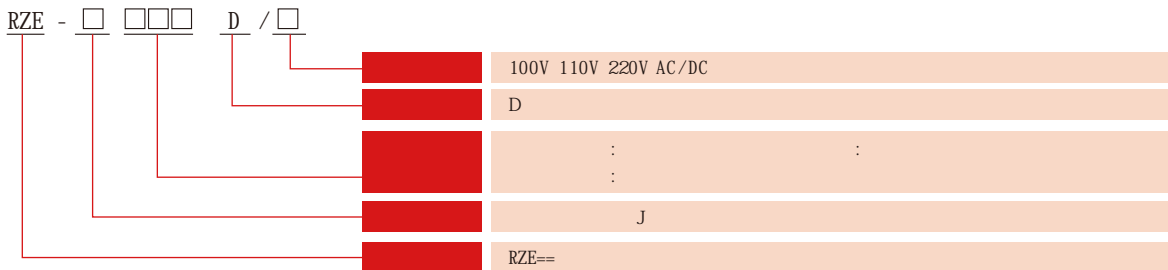 RZE - □ □□□ D / □
100V 110V 220V AC/DC
D
: :
:
J
RZE==